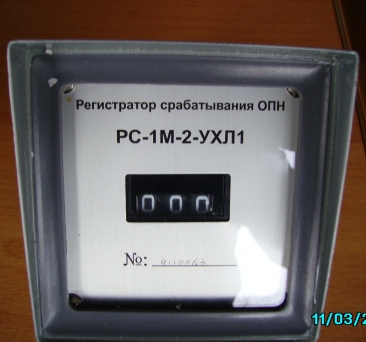 Регистратор срабатывания ОПН
РС-1М-2-УХЛ1
000
№:
11/03/2